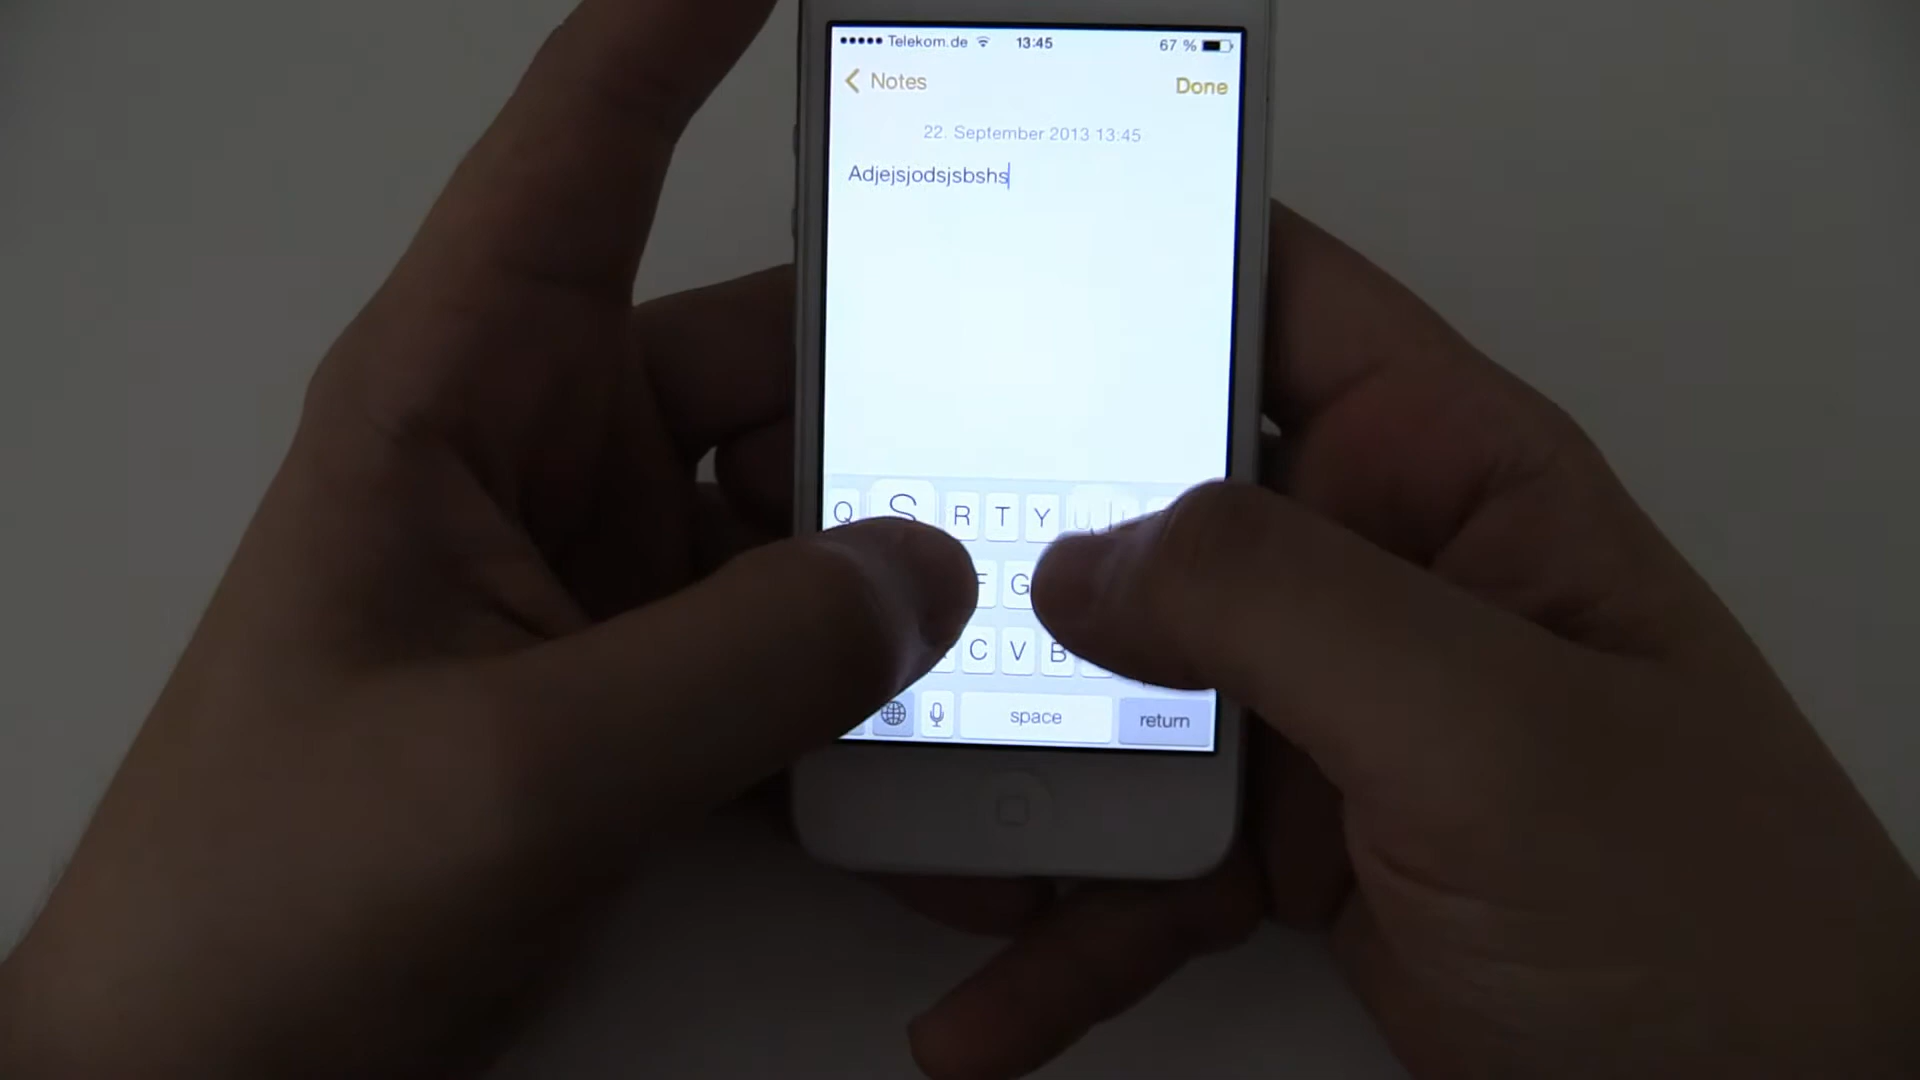 Telekom.de 13:45 67 %
Notes Done
22. September 2013 13:45
Adjejsjodsjsbshs
Q S R T Y U
F G
C V B
space return